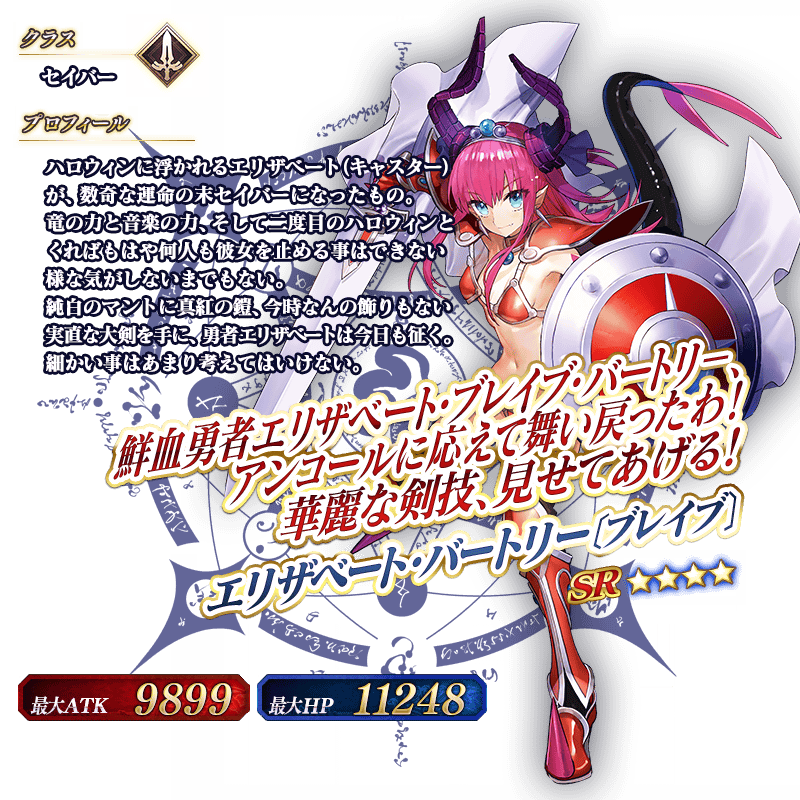 クラス
セイバー
プロフィール
ハロウィンに浮かれるエリザベート(キャスター)
が、数奇な運命の末セイバーになったもの。
竜の力と音楽の力、そして二度目のハロウィンと
くればもはや何人も彼女を止める事はできない
様な気がしないまでもない。
純白のマントに真紅の鎧、今時なんの飾りもない
実直な大剣を手に、勇者エリザベートは今日も征く。
細かい事はあまり考えてはいけない。
鮮血勇者エリザベート・ブレイブ・バートリー、
アンコールに応えて舞い戻ったわ!
華麗な剣技、見せてあげる!
エリザベート・バートリー〔ブレイブ〕
SR ★★★★
最大ATK 9899
最大HP 11248